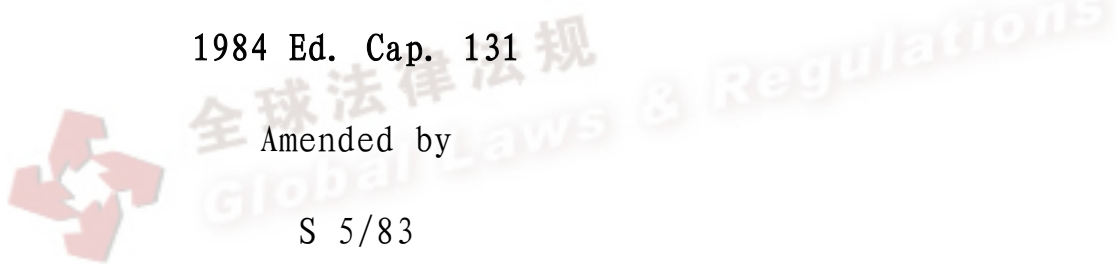 1984 Ed. Cap. 131
全球法律法规
Global Laws & Regulations
Amended by
S 5/83